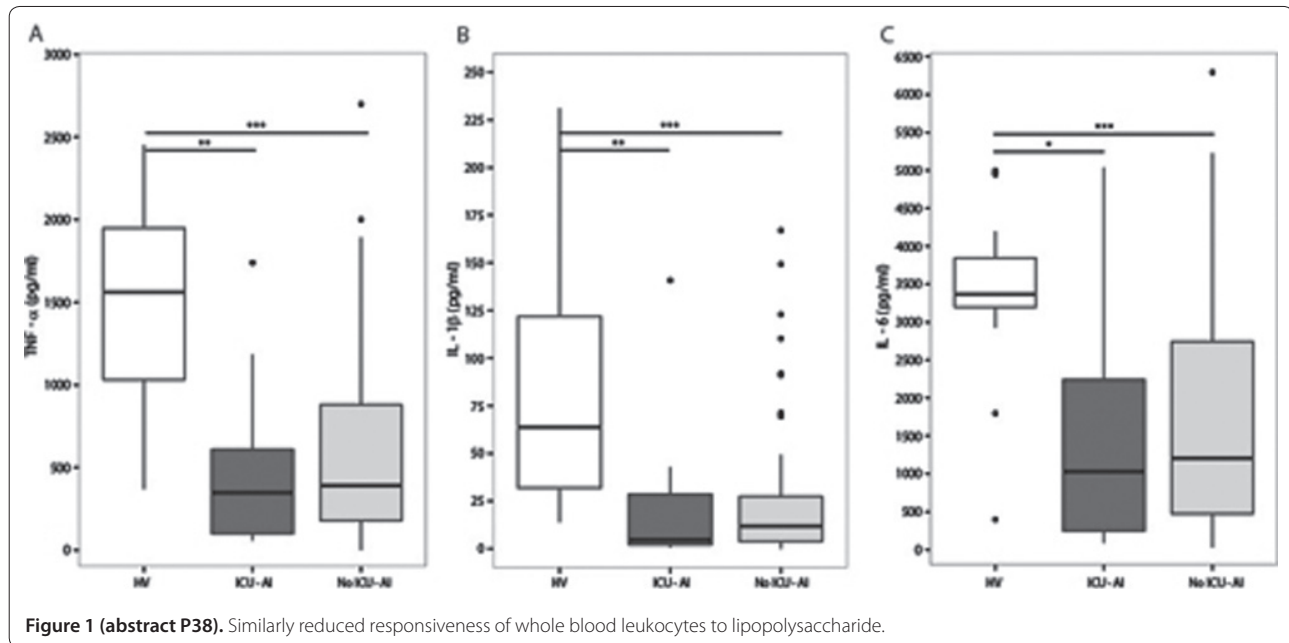 A
3000
2500
2000
1500
1000
500
0
TNF - α (pg/ml)
HV
ICU - AI
No ICU - AI
**
***
B
250
225
200
175
150
125
100
75
50
25
0
IL - 1β (pg/ml)
HV
ICU - AI
No ICU - AI
**
***
C
6500
6000
5500
5000
4500
4000
3500
3000
2500
2000
1500
1000
500
0
IL - 6 (pg/ml)
HV
ICU - AI
No ICU - AI
*
***
Figure 1 (abstract P38). Similarly reduced responsiveness of whole blood leukocytes to lipopolysaccharide.